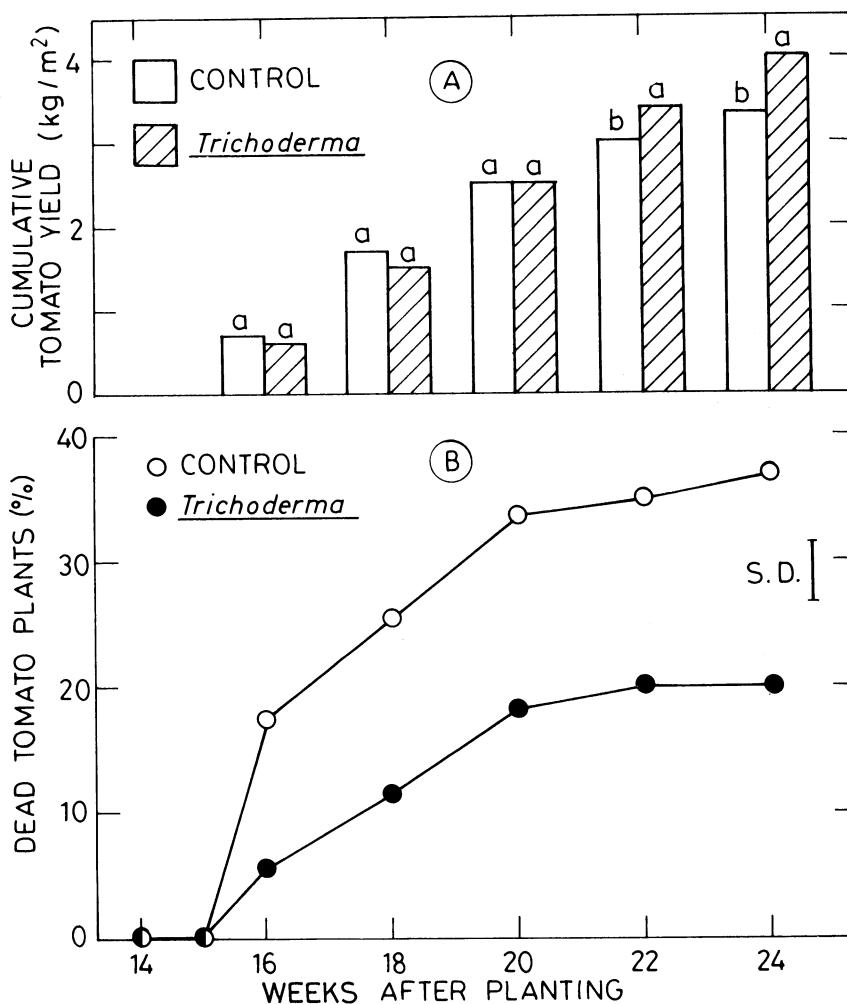 CUMULATIVE
TOMATO YIELD (kg/m²)
4
2
0
CONTROL
Trichoderma
A
a
a
a
a
a
a
b
a
b
a
DEAD TOMATO PLANTS (%)
40
30
20
10
0
CONTROL
Trichoderma
B
S.D.
14
16
18
20
22
24
WEEKS AFTER PLANTING